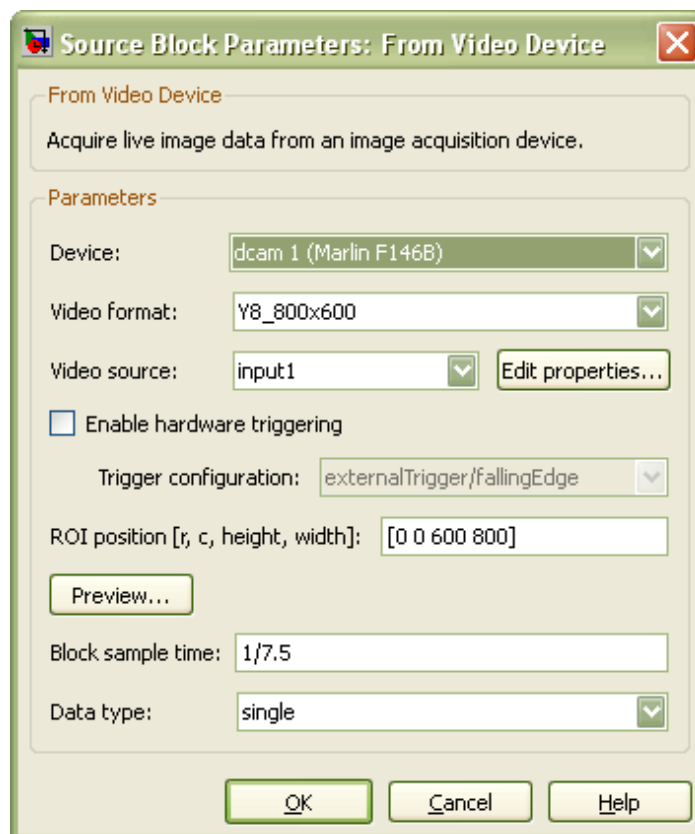 Source Block Parameters: From Video Device
From Video Device
Acquire live image data from an image acquisition device.
Parameters
Device: dcam 1 (Marlin F146B)
Video format: Y8_800x600
Video source: input1 Edit properties...
Enable hardware triggering
Trigger configuration: externalTrigger/fallingEdge
ROI position [r, c, height, width]: [0 0 600 800]
Preview...
Block sample time: 1/7.5
Data type: single
OK Cancel Help